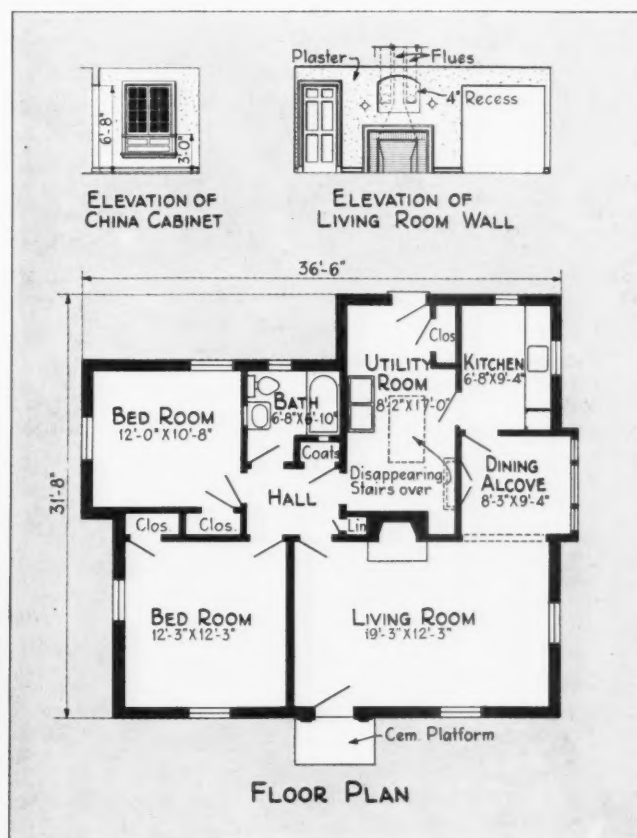 Plaster
Flues
4" Recess
6'-8"
3'-0"
ELEVATION OF
CHINA CABINET
ELEVATION OF
LIVING ROOM WALL
36'-6"
31'-8"
Clos.
UTILITY
ROOM
8'-2"X17'-0"
KITCHEN
6'-8"X9'-4"
BED ROOM
12'-0"X10'-8"
BATH
6'-8"X6'-10"
Coats
Disappearing
Stairs over
DINING
ALCOVE
8'-3"X9'-4"
HALL
Clos.
Clos.
Lin
BED ROOM
12'-3"X12'-3"
LIVING ROOM
19'-3"X12'-3"
Cem. Platform
FLOOR PLAN